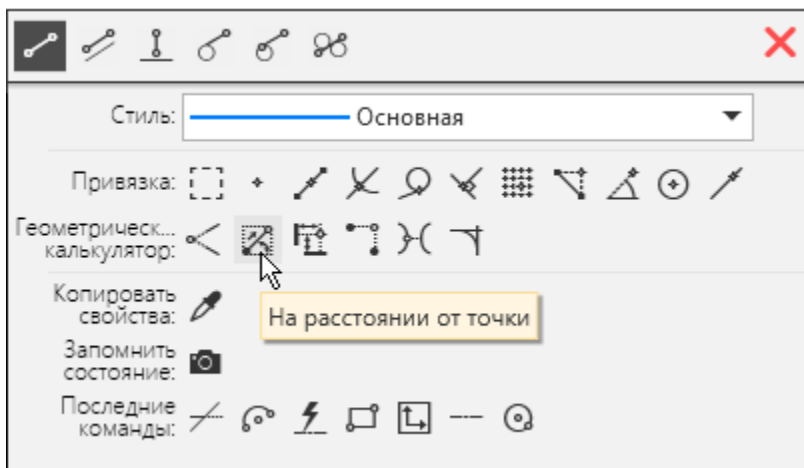 Стиль: Основная
Привязка:
Геометрическ...
калькулятор:
Копировать
свойства:
На расстоянии от точки
Запомнить
состояние:
Последние
команды: